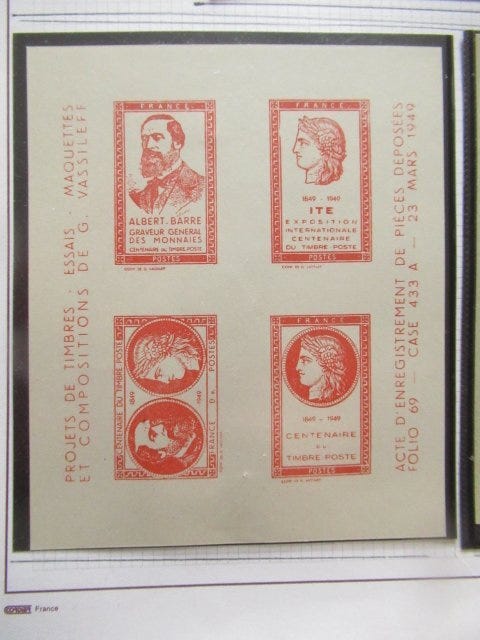 PROJETS DE TIMBRES · ESSAIS · MAQUETTES
ET COMPOSITIONS DE G. VASSILEFF
FRANCE
ALBERT·BARRE
GRAVEUR GENERAL
DES MONNAIES
CENTENAIRE DU TIMBRE POSTE
POSTES
FRANCE
1849 - 1949
ITE
EXPOSITION
INTERNATIONALE
CENTENAIRE
DU TIMBRE·POSTE
POSTES
CENTENAIRE DU TIMBRE POSTE
1849
1949
FRANCE
POSTES
FRANCE
1849 - 1949
CENTENAIRE
DU
TIMBRE·POSTE
POSTES
ACTE D'ENREGISTREMENT DE PIÈCES DÉPOSÉES
FOLIO 69 — CASE 433 A — 23 MARS 1949
France